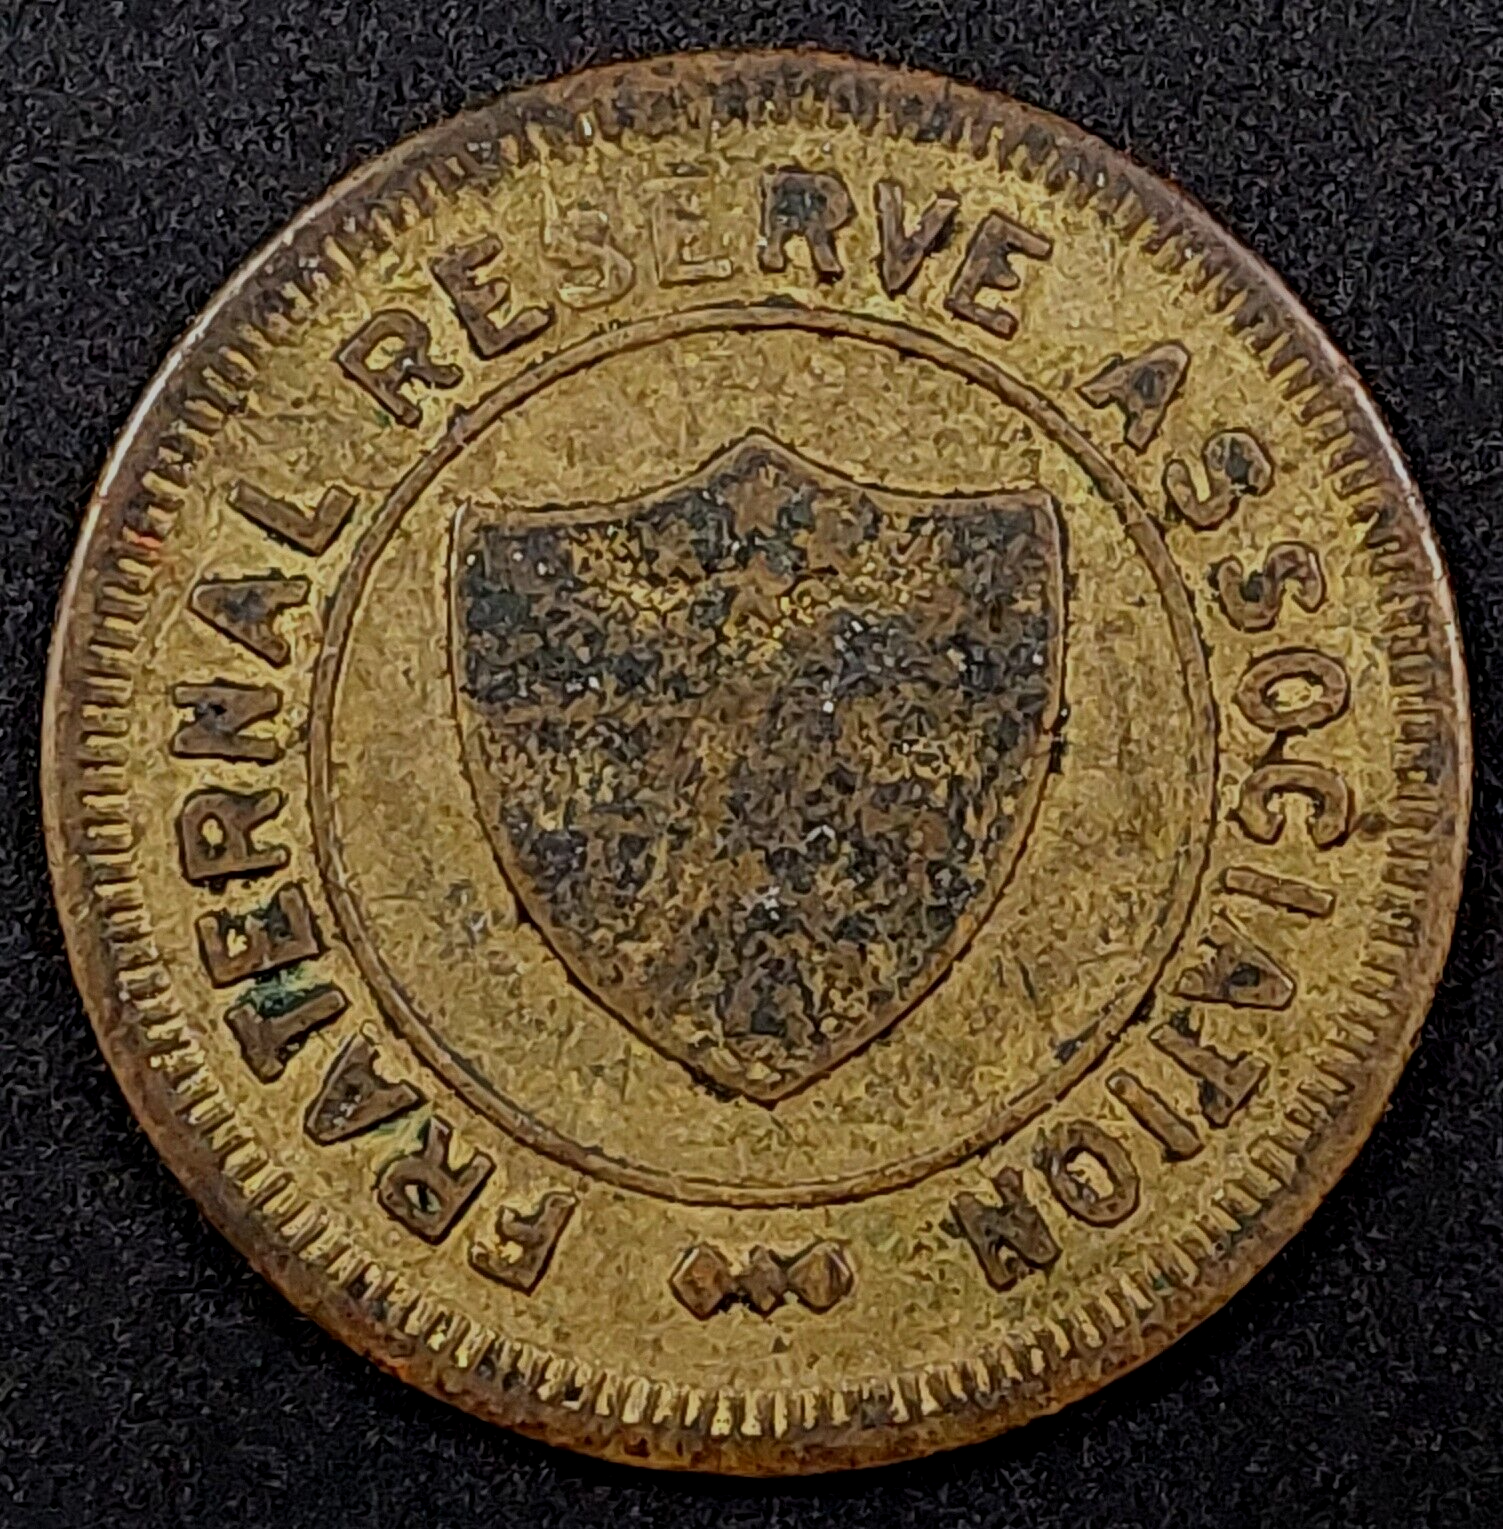 FRATERNAL RESERVE ASSOCIATION